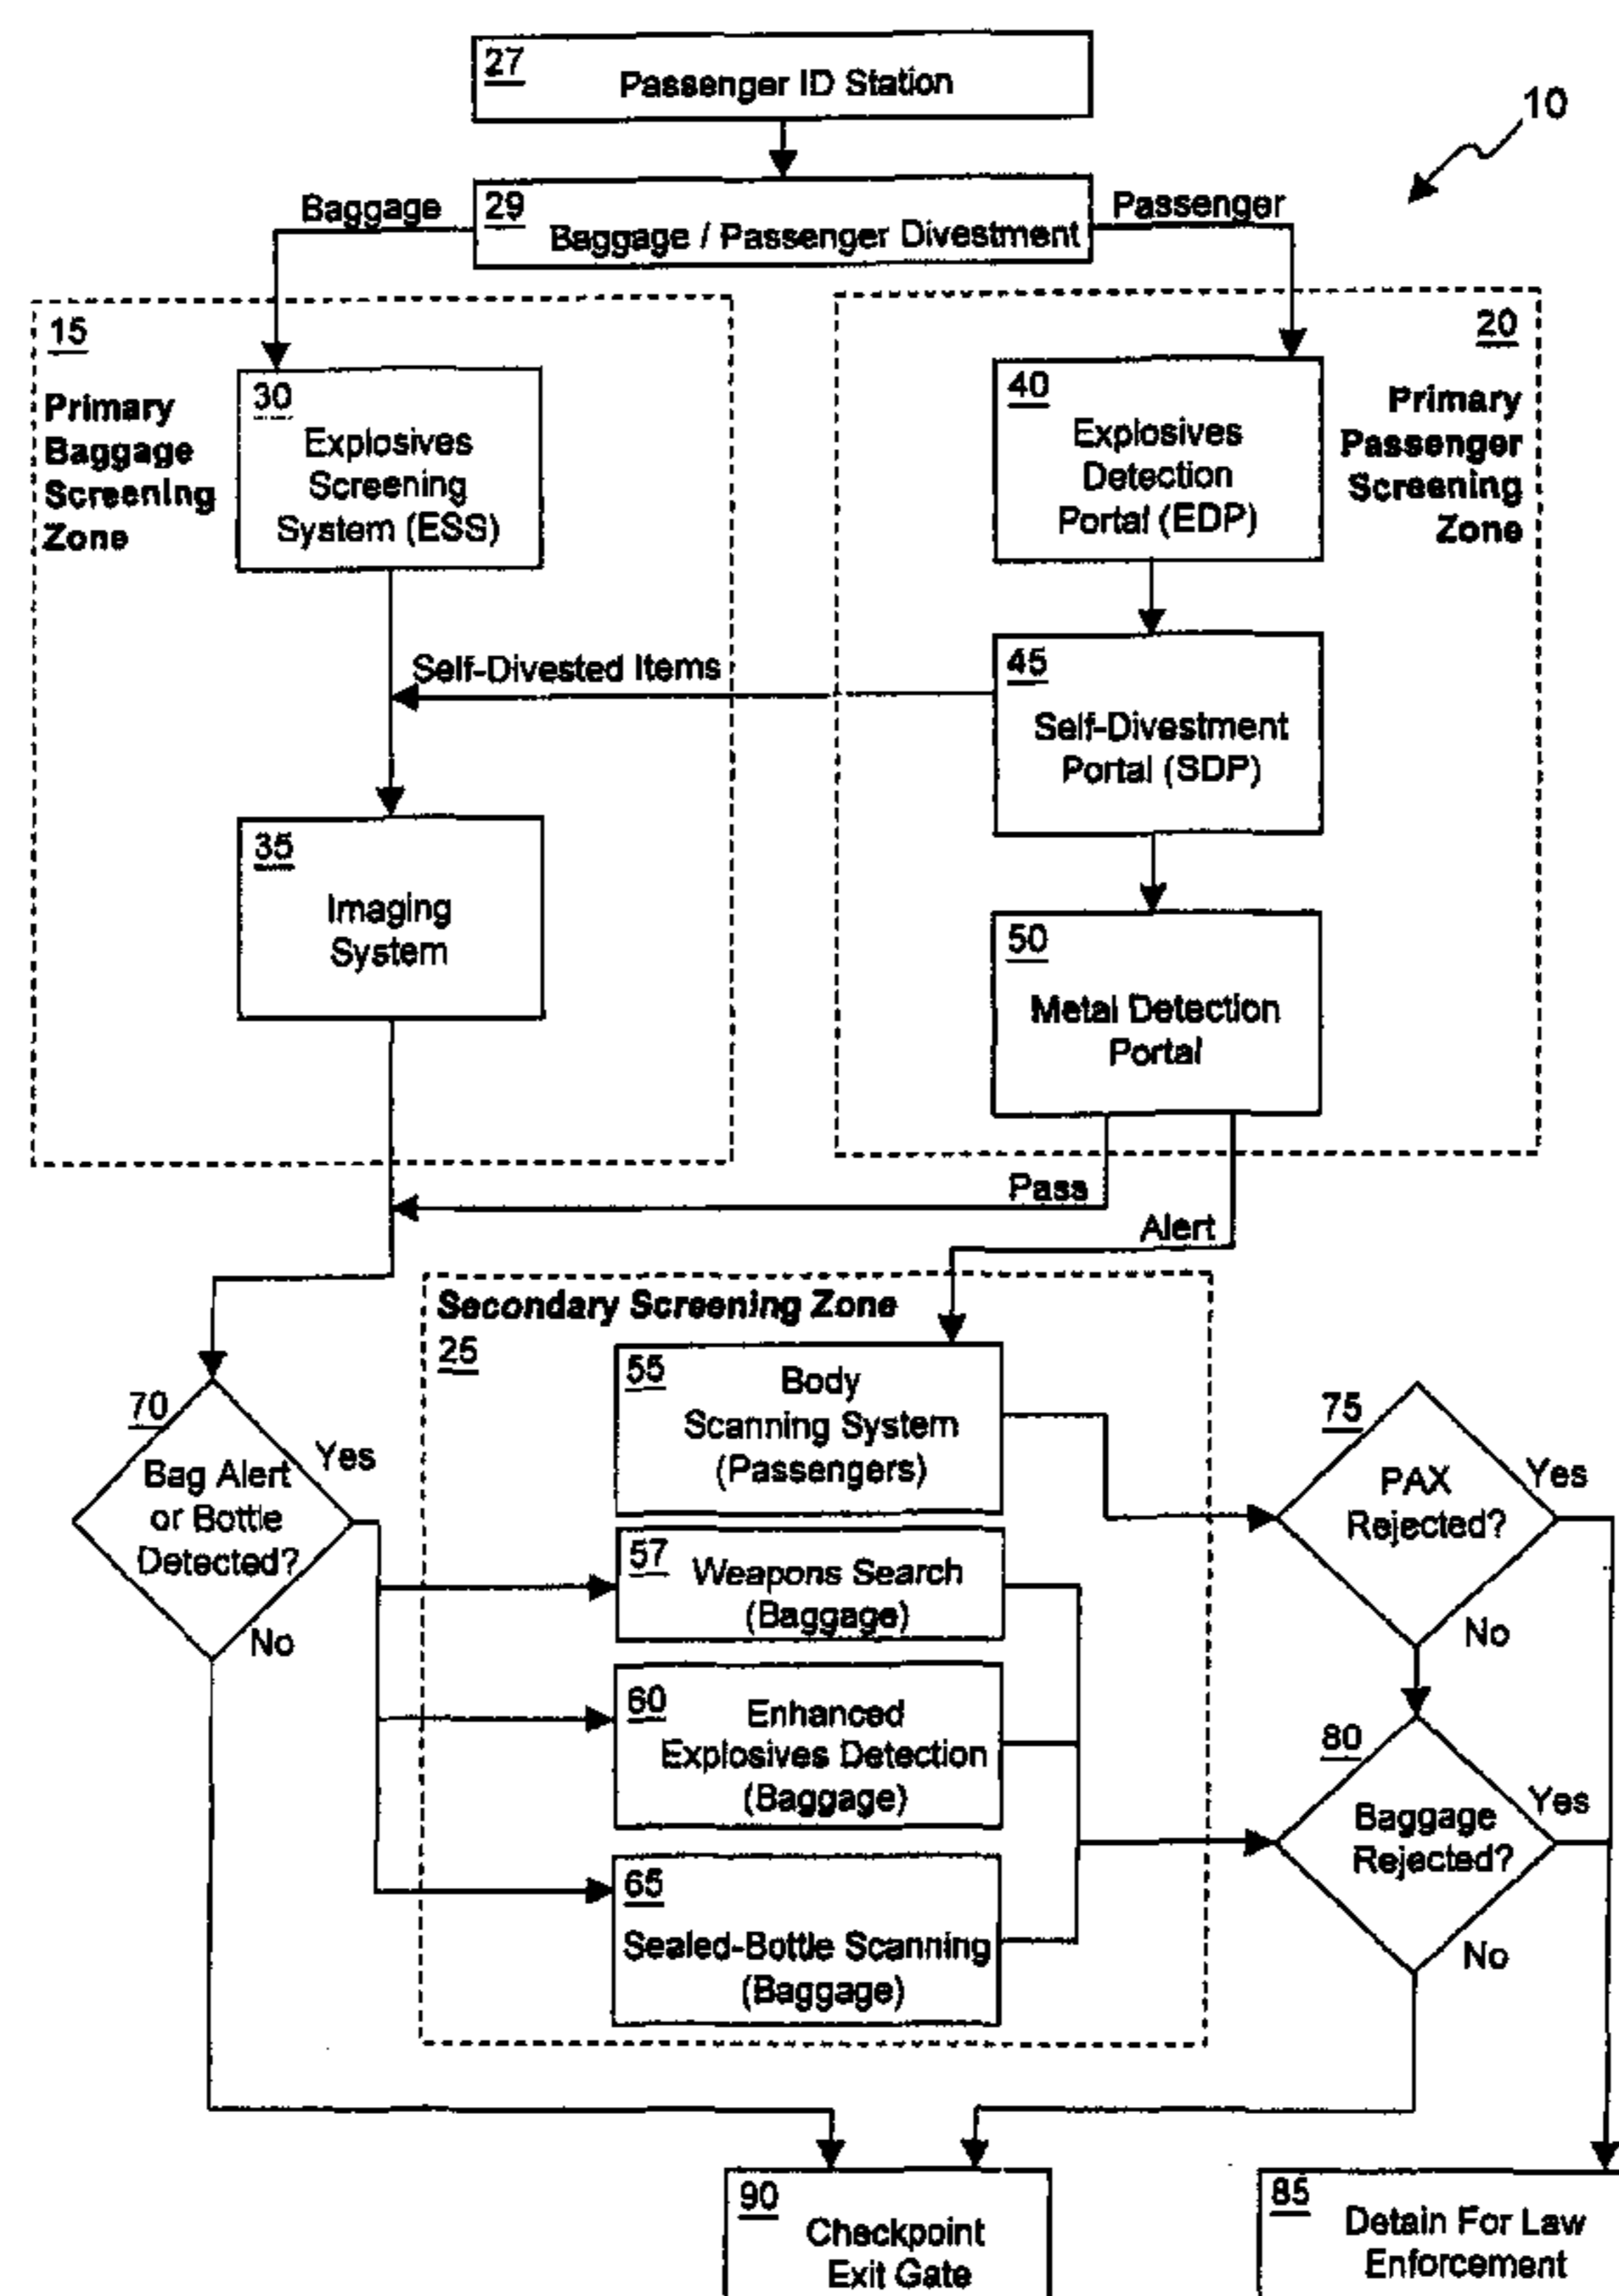 27
Passenger ID Station
10
Baggage
29
Baggage / Passenger Divestment
Passenger
15
Primary
Baggage
Screening
Zone
30
Explosives
Screening
System (ESS)
20
Primary
Passenger
Screening
Zone
40
Explosives
Detection
Portal (EDP)
Self-Divested Items
45
Self-Divestment
Portal (SDP)
35
Imaging
System
50
Metal Detection
Portal
Pass
Alert
Secondary Screening Zone
25
55
Body
Scanning System
(Passengers)
70
Bag Alert
or Bottle
Detected?
Yes
No
57
Weapons Search
(Baggage)
60
Enhanced
Explosives Detection
(Baggage)
65
Sealed-Bottle Scanning
(Baggage)
75
PAX
Rejected?
Yes
No
80
Baggage
Rejected?
Yes
No
90
Checkpoint
Exit Gate
85
Detain For Law
Enforcement